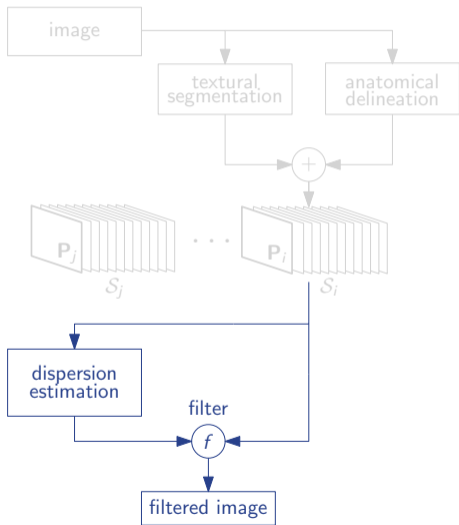 image
textural
segmentation
anatomical
delineation
+
P_j
· · ·
P_i
S_j
S_i
dispersion
estimation
filter
f
filtered image